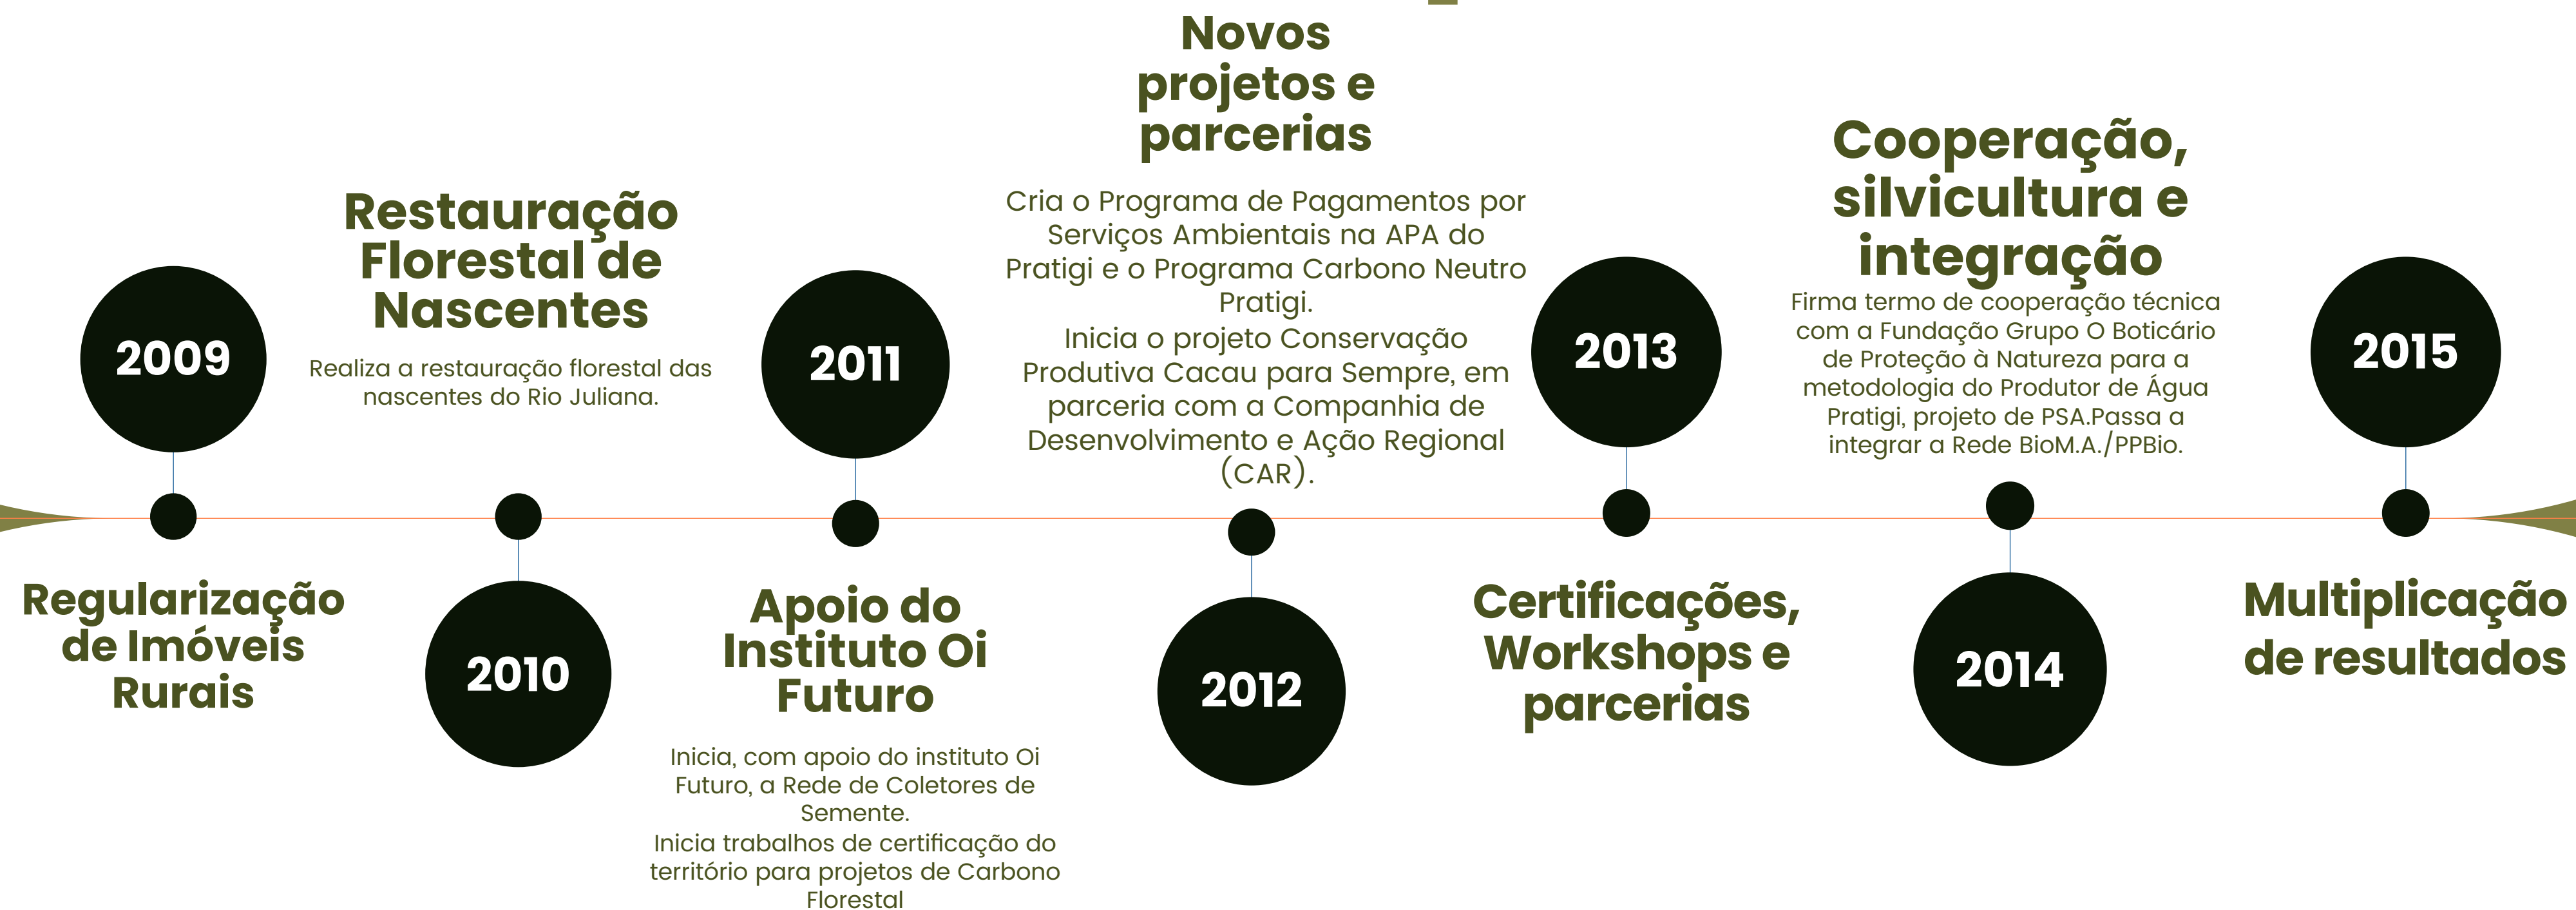 2009
Regularização
de Imóveis
Rurais
Restauração
Florestal de
Nascentes
Realiza a restauração florestal das
nascentes do Rio Juliana.
2010
2011
Apoio do
Instituto Oi
Futuro
Inicia, com apoio do instituto Oi
Futuro, a Rede de Coletores de
Semente.
Inicia trabalhos de certificação do
território para projetos de Carbono
Florestal
Novos
projetos e
parcerias
Cria o Programa de Pagamentos por
Serviços Ambientais na APA do
Pratigi e o Programa Carbono Neutro
Pratigi.
Inicia o projeto Conservação
Produtiva Cacau para Sempre, em
parceria com a Companhia de
Desenvolvimento e Ação Regional
(CAR).
2012
2013
Certificações,
Workshops e
parcerias
Cooperação,
silvicultura e
integração
Firma termo de cooperação técnica
com a Fundação Grupo O Boticário
de Proteção à Natureza para a
metodologia do Produtor de Água
Pratigi, projeto de PSA.Passa a
integrar a Rede BioM.A./PPBio.
2014
2015
Multiplicação
de resultados